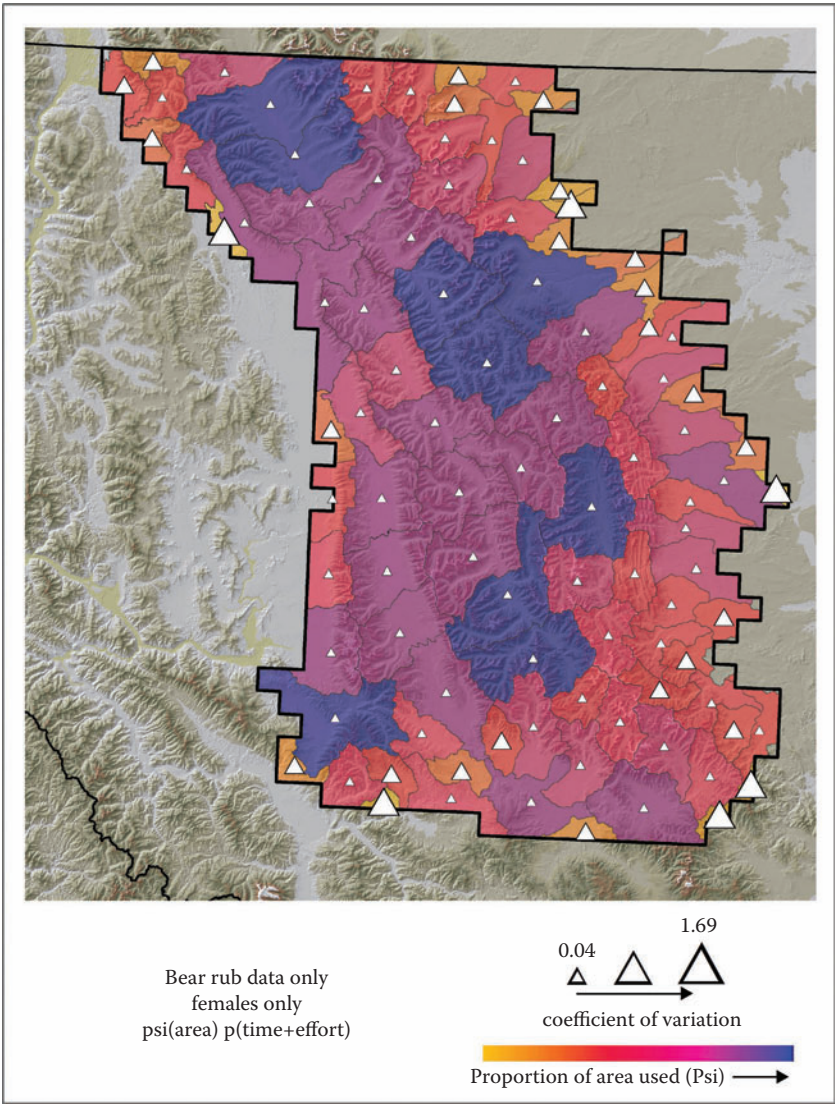 Bear rub data only
females only
psi(area) p(time+effort)
1.69
0.04
coefficient of variation
Proportion of area used (Psi)